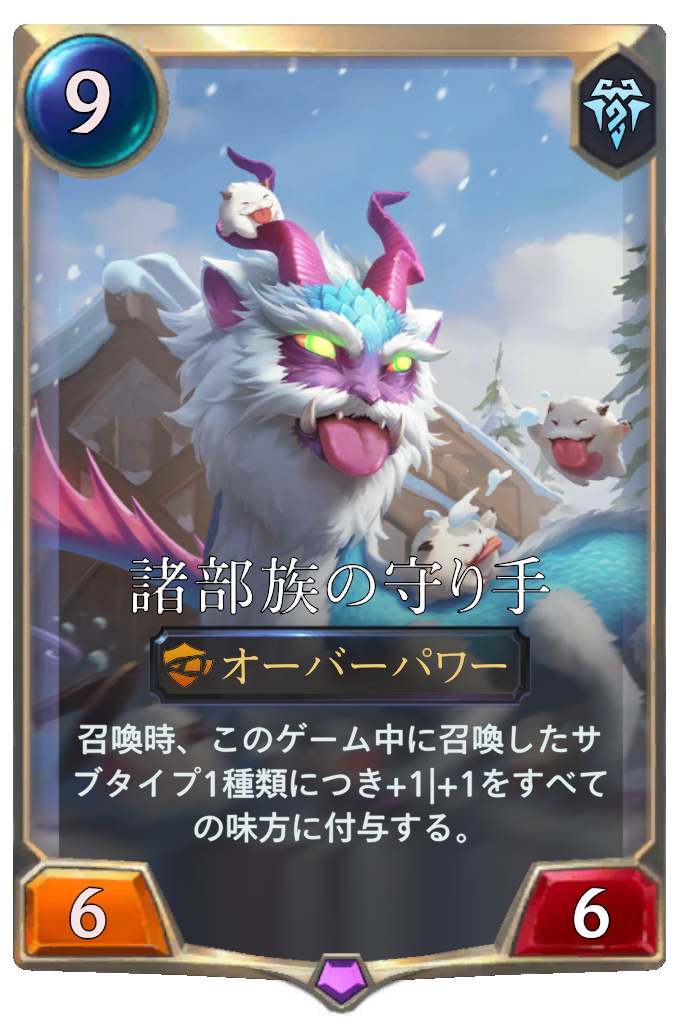 9
諸部族の守り手
オーバーパワー
召喚時、このゲーム中に召喚したサ
ブタイプ1種類につき+1|+1をすべて
の味方に付与する。
6
6